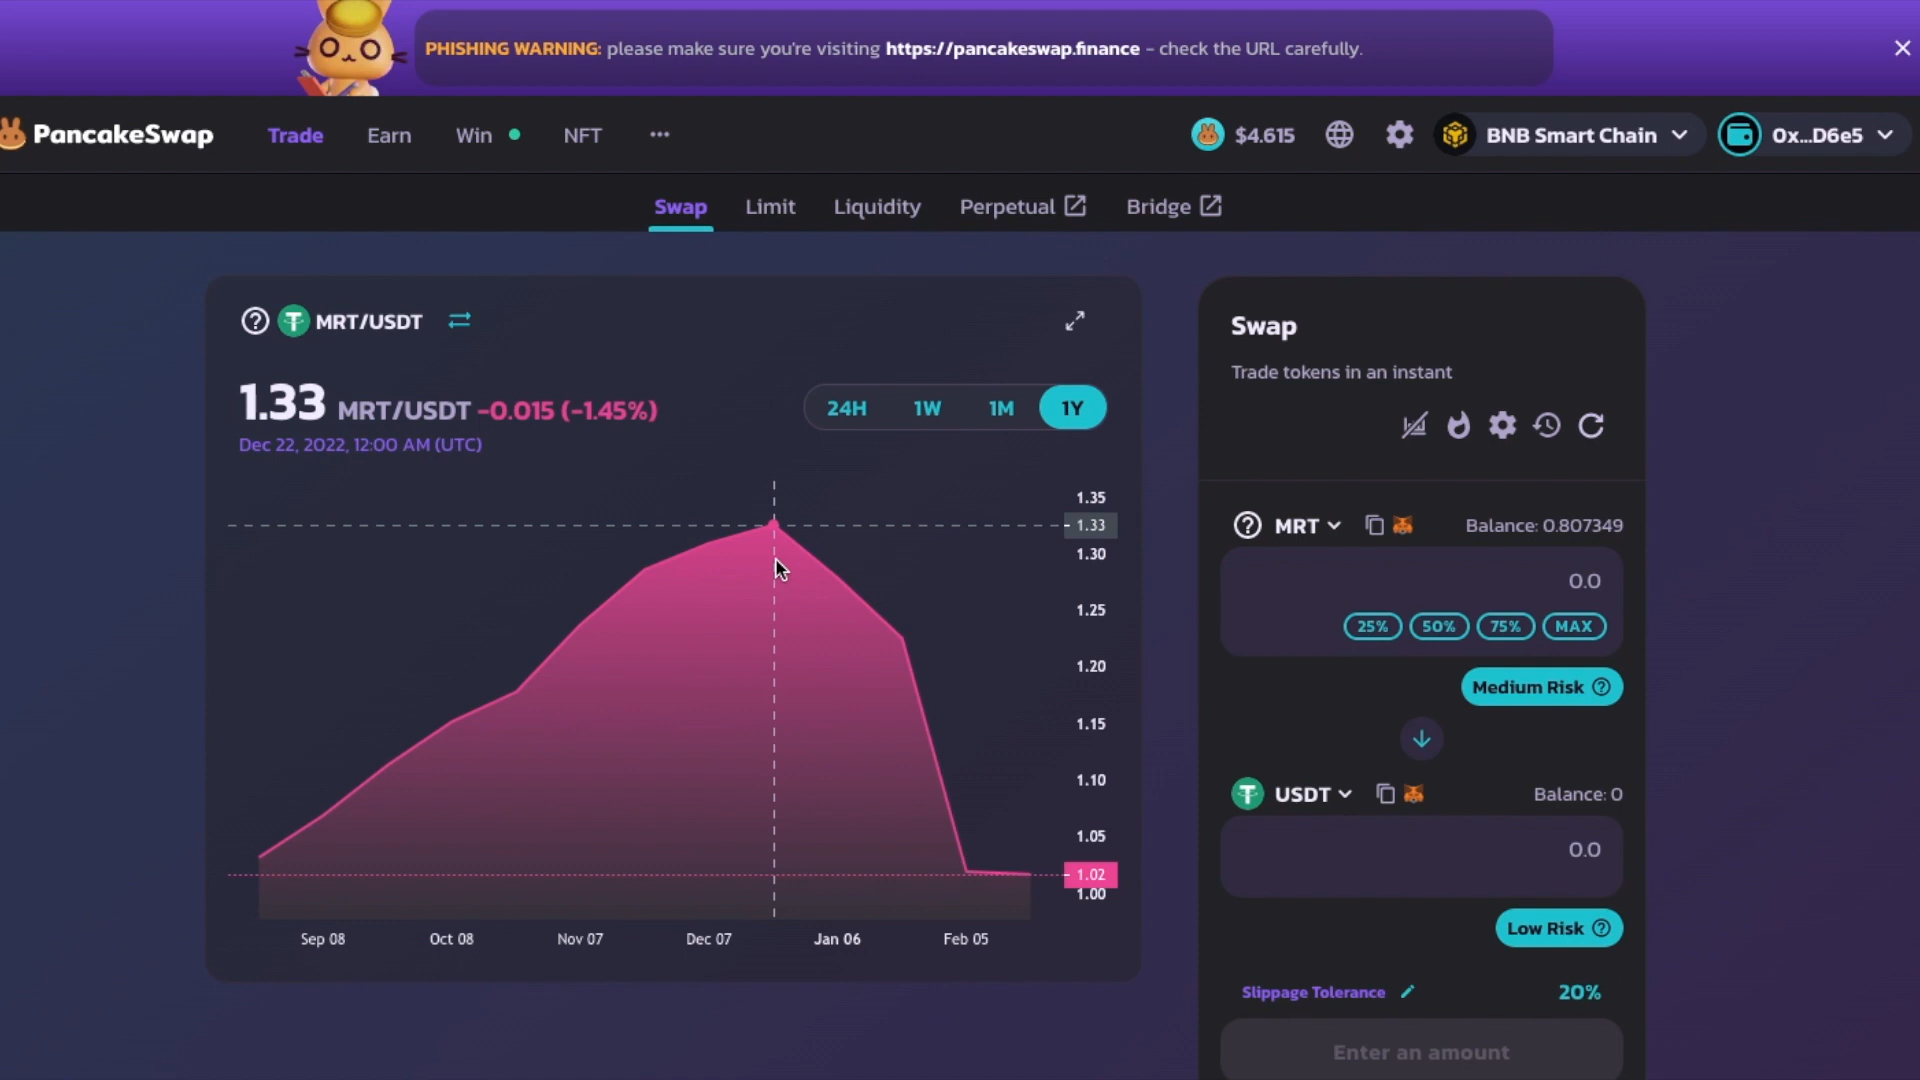 PHISHING WARNING: please make sure you're visiting https://pancakeswap.finance - check the URL carefully.
PancakeSwap Trade Earn Win NFT $4.615 BNB Smart Chain 0x...D6e5
Swap Limit Liquidity Perpetual Bridge
MRT/USDT
1.33 MRT/USDT -0.015 (-1.45%)
Dec 22, 2022, 12:00 AM (UTC)
24H 1W 1M 1Y
1.35
1.33
1.30
1.25
1.20
1.15
1.10
1.05
1.02
1.00
Sep 08 Oct 08 Nov 07 Dec 07 Jan 06 Feb 05
Swap
Trade tokens in an instant
MRT Balance: 0.807349
0.0
25% 50% 75% MAX
Medium Risk
USDT Balance: 0
0.0
Low Risk
Slippage Tolerance 20%
Enter an amount